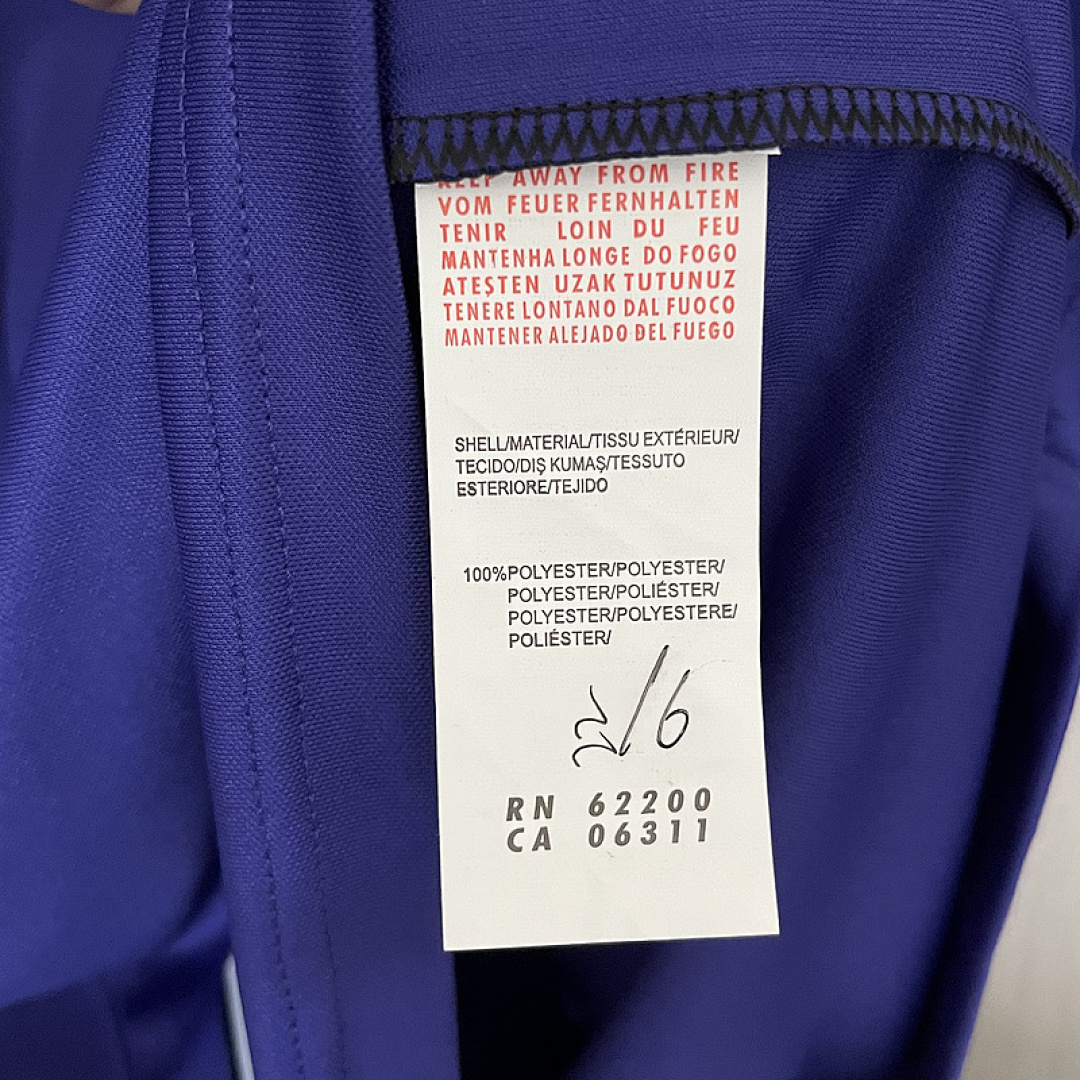 KEEP AWAY FROM FIRE
VOM FEUER FERNHALTEN
TENIR LOIN DU FEU
MANTENHA LONGE DO FOGO
ATEŞTEN UZAK TUTUNUZ
TENERE LONTANO DAL FUOCO
MANTENER ALEJADO DEL FUEGO
SHELL/MATERIAL/TISSU EXTÉRIEUR/
TECIDO/DIŞ KUMAŞ/TESSUTO
ESTERIORE/TEJIDO
100%POLYESTER/POLYESTER/
POLYESTER/POLIÉSTER/
POLYESTER/POLYESTERE/
POLIÉSTER/
RN 62200
CA 06311